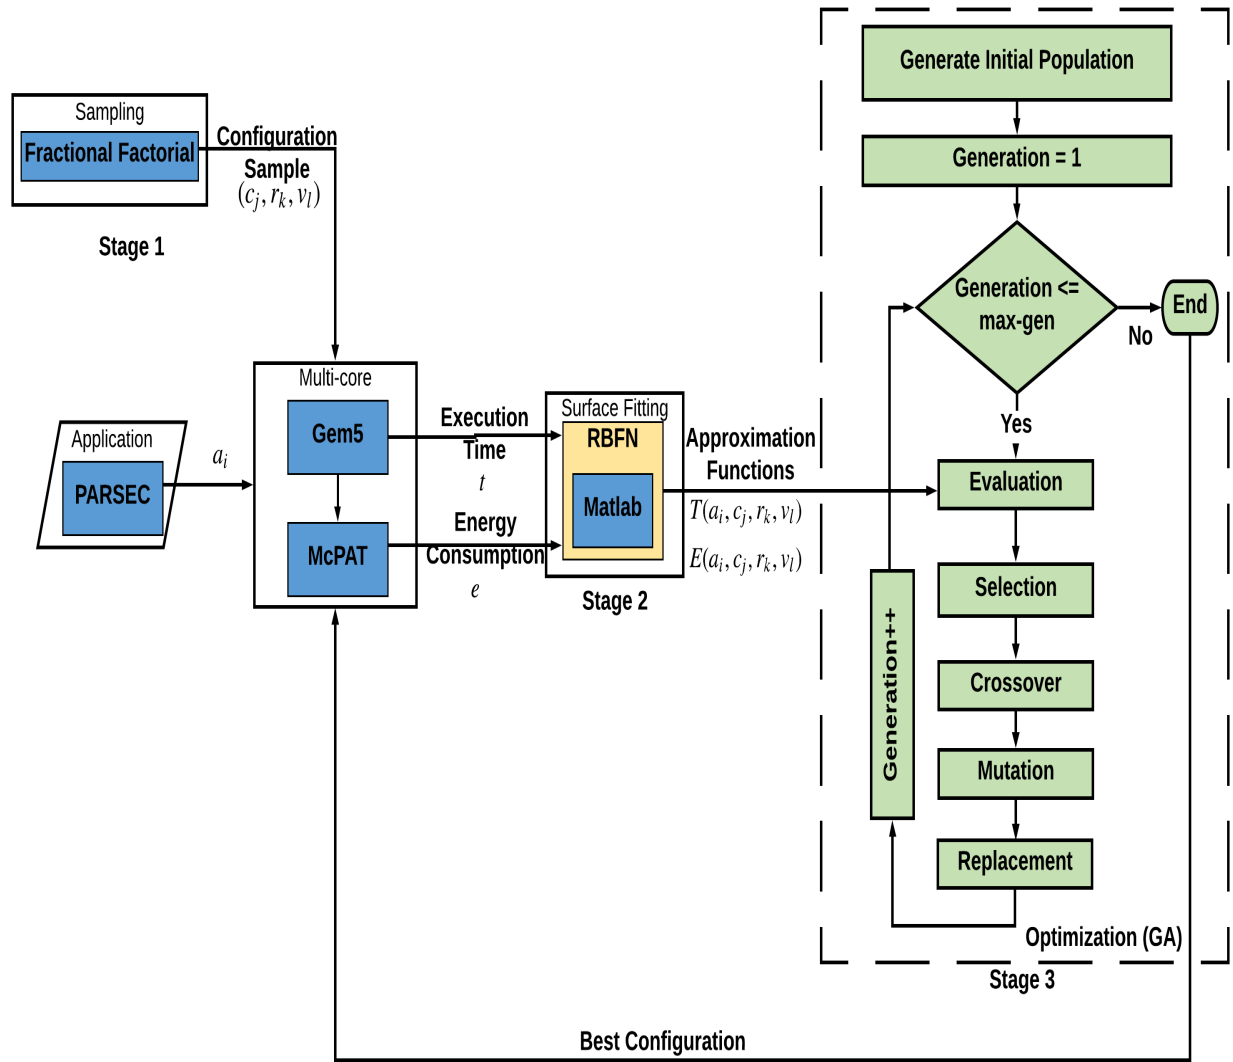 Sampling
Fractional Factorial
Stage 1
Configuration
Sample
(c_j, r_k, v_l)
Application
PARSEC
a_i
Multi-core
Gem5
McPAT
Execution
Time
t
Energy
Consumption
e
Surface Fitting
RBFN
Matlab
Stage 2
Approximation
Functions
T(a_i, c_j, r_k, v_l)
E(a_i, c_j, r_k, v_l)
Generate Initial Population
Generation = 1
Generation <=
max-gen
No
End
Yes
Evaluation
Selection
Crossover
Mutation
Replacement
Generation++
Optimization (GA)
Stage 3
Best Configuration